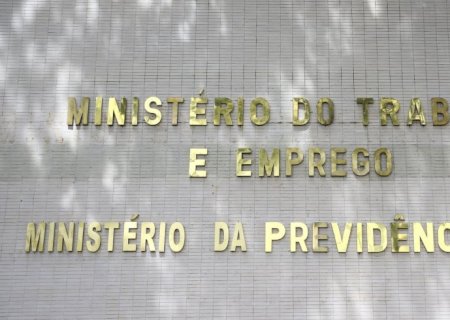 MINISTÉRIO DO TRAB
E EMPREGO
MINISTÉRIO DA PREVIDÊNC